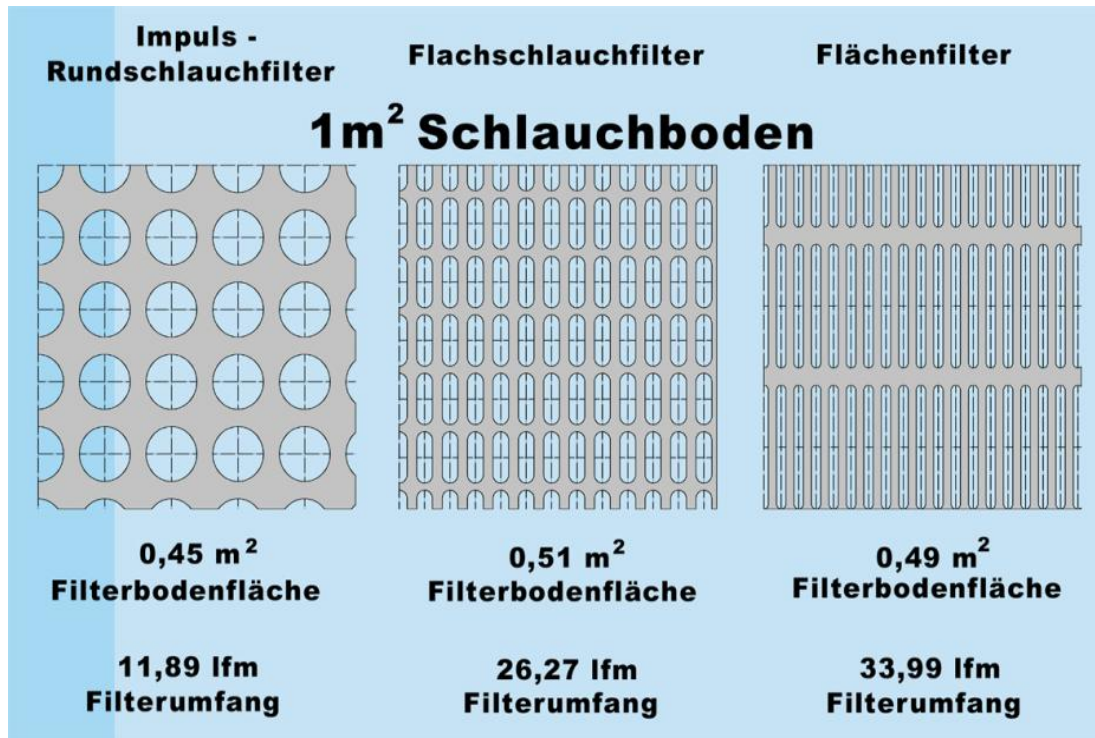 Impuls -
Rundschlauchfilter
Flachschlauchfilter
Flächenfilter
1m² Schlauchboden
0,45 m²
Filterbodenfläche
0,51 m²
Filterbodenfläche
0,49 m²
Filterbodenfläche
11,89 lfm
Filterumfang
26,27 lfm
Filterumfang
33,99 lfm
Filterumfang